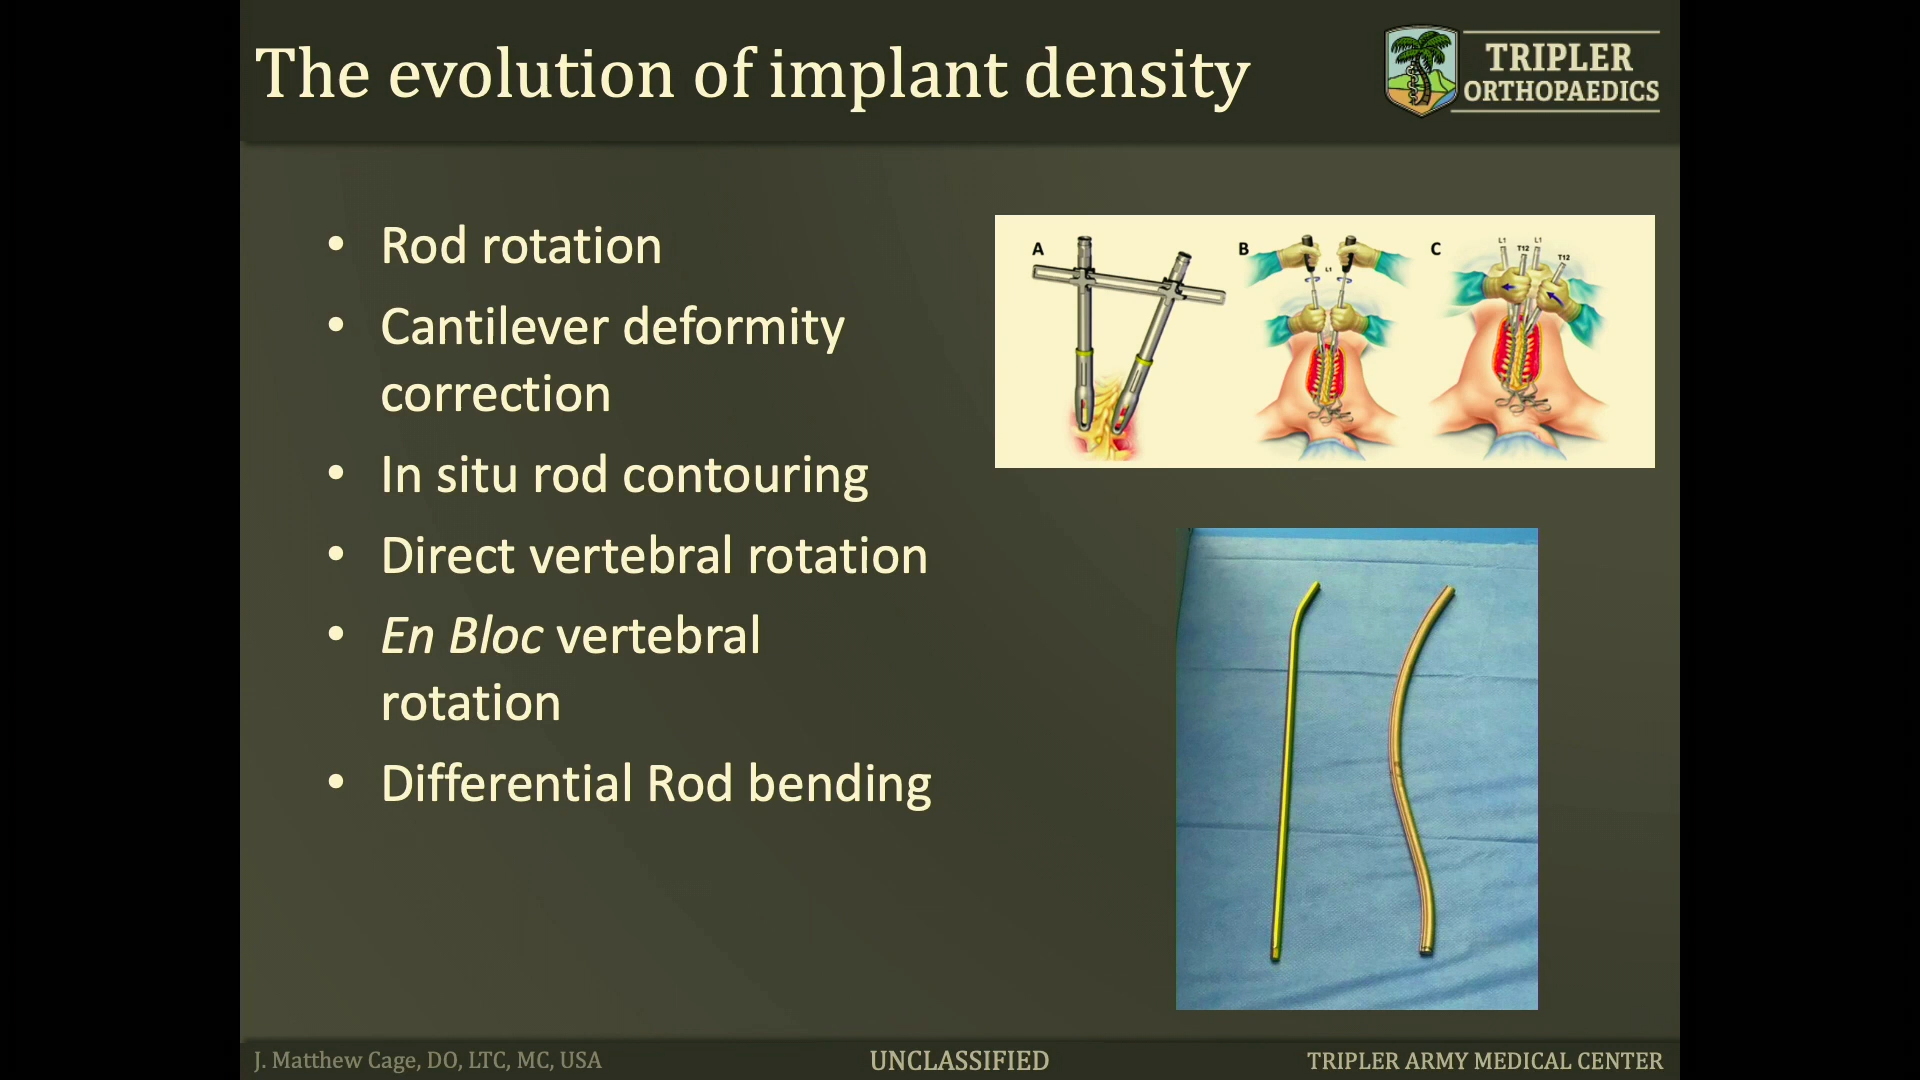 The evolution of implant density
TRIPLER
ORTHOPAEDICS
• Rod rotation
• Cantilever deformity
correction
• In situ rod contouring
• Direct vertebral rotation
• En Bloc vertebral
rotation
• Differential Rod bending
A
B
L1
C
L1
T12
L1
T12
J. Matthew Cage, DO, LTC, MC, USA
UNCLASSIFIED
TRIPLER ARMY MEDICAL CENTER